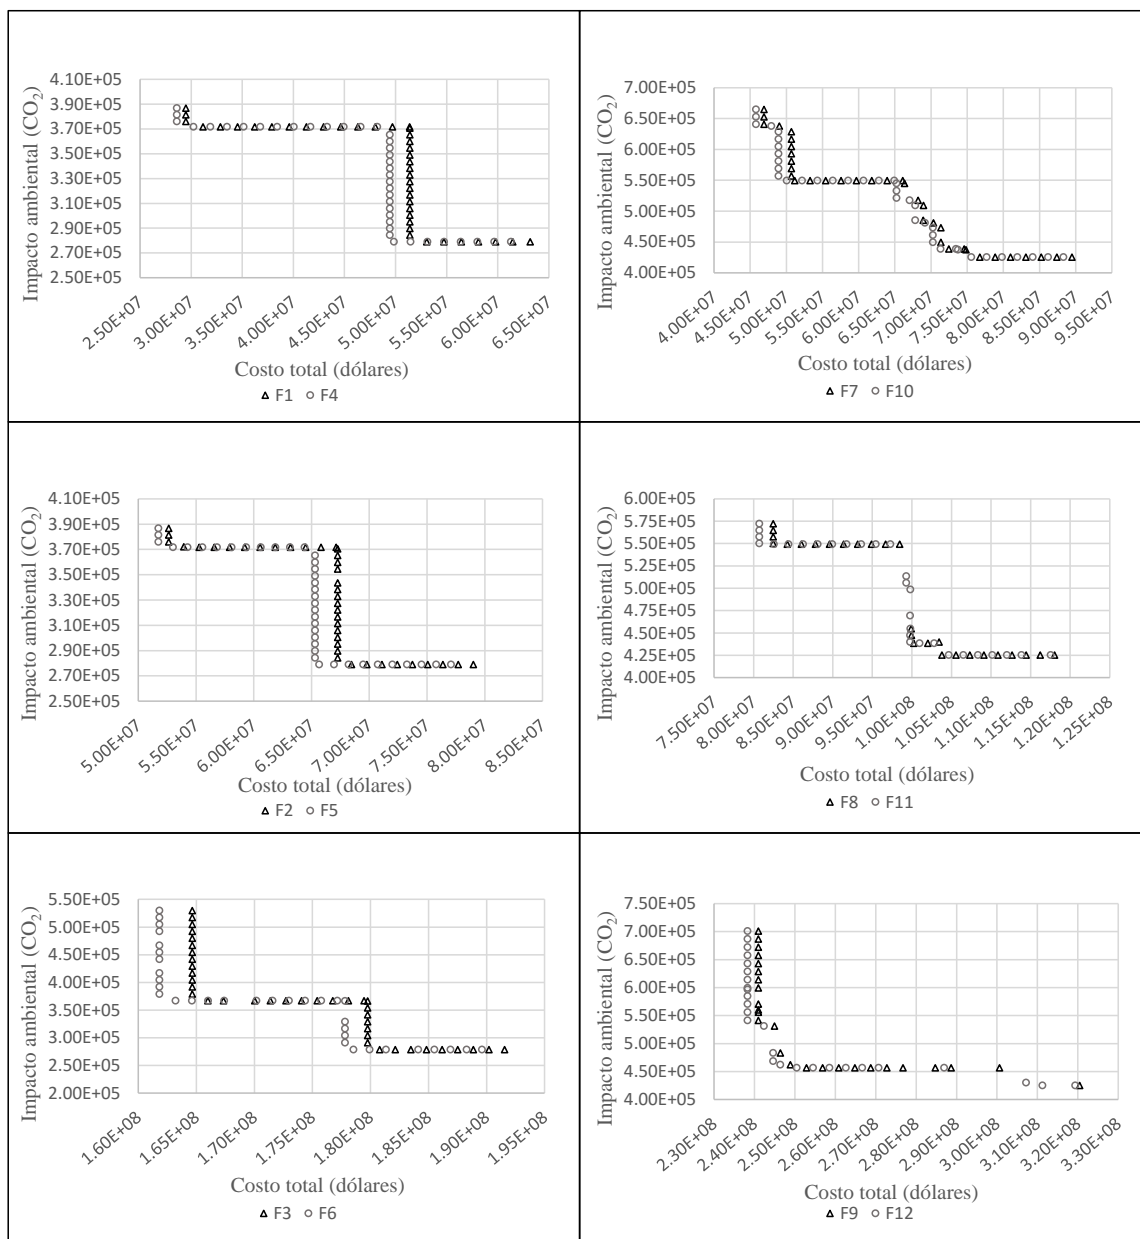 Impacto ambiental (CO₂)
4.10E+05
3.90E+05
3.70E+05
3.50E+05
3.30E+05
3.10E+05
2.90E+05
2.70E+05
2.50E+05
2.50E+07
3.00E+07
3.50E+07
4.00E+07
4.50E+07
5.00E+07
5.50E+07
6.00E+07
6.50E+07
Costo total (dólares)
F1 F4
Impacto ambiental (CO₂)
7.00E+05
6.50E+05
6.00E+05
5.50E+05
5.00E+05
4.50E+05
4.00E+05
4.00E+07
4.50E+07
5.00E+07
5.50E+07
6.00E+07
6.50E+07
7.00E+07
7.50E+07
8.00E+07
8.50E+07
9.00E+07
9.50E+07
Costo total (dólares)
F7 F10
Impacto ambiental (CO₂)
4.10E+05
3.90E+05
3.70E+05
3.50E+05
3.30E+05
3.10E+05
2.90E+05
2.70E+05
2.50E+05
5.00E+07
5.50E+07
6.00E+07
6.50E+07
7.00E+07
7.50E+07
8.00E+07
8.50E+07
Costo total (dólares)
F2 F5
Impacto ambiental (CO₂)
6.00E+05
5.75E+05
5.50E+05
5.25E+05
5.00E+05
4.75E+05
4.50E+05
4.25E+05
4.00E+05
7.50E+07
8.00E+07
8.50E+07
9.00E+07
9.50E+07
1.00E+08
1.05E+08
1.10E+08
1.15E+08
1.20E+08
1.25E+08
Costo total (dólares)
F8 F11
Impacto ambiental (CO₂)
5.50E+05
5.00E+05
4.50E+05
4.00E+05
3.50E+05
3.00E+05
2.50E+05
2.00E+05
1.60E+08
1.65E+08
1.70E+08
1.75E+08
1.80E+08
1.85E+08
1.90E+08
1.95E+08
Costo total (dólares)
F3 F6
Impacto ambiental (CO₂)
7.50E+05
7.00E+05
6.50E+05
6.00E+05
5.50E+05
5.00E+05
4.50E+05
4.00E+05
2.30E+08
2.40E+08
2.50E+08
2.60E+08
2.70E+08
2.80E+08
2.90E+08
3.00E+08
3.10E+08
3.20E+08
3.30E+08
Costo total (dólares)
F9 F12